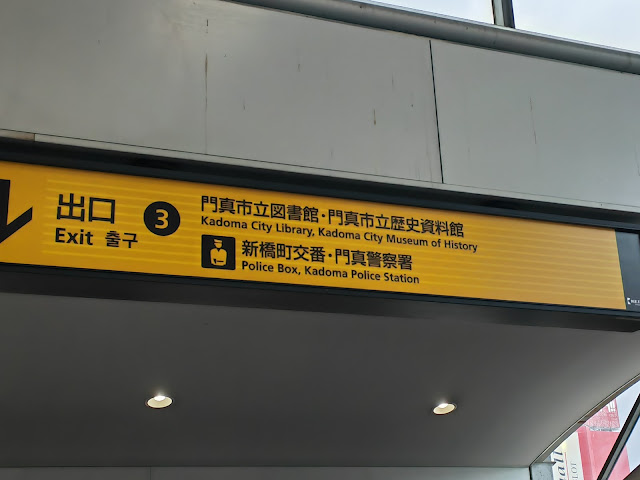 出口 3
Exit 출구
門真市立図書館・門真市立歴史資料館
Kadoma City Library, Kadoma City Museum of History
新橋町交番・門真警察署
Police Box, Kadoma Police Station